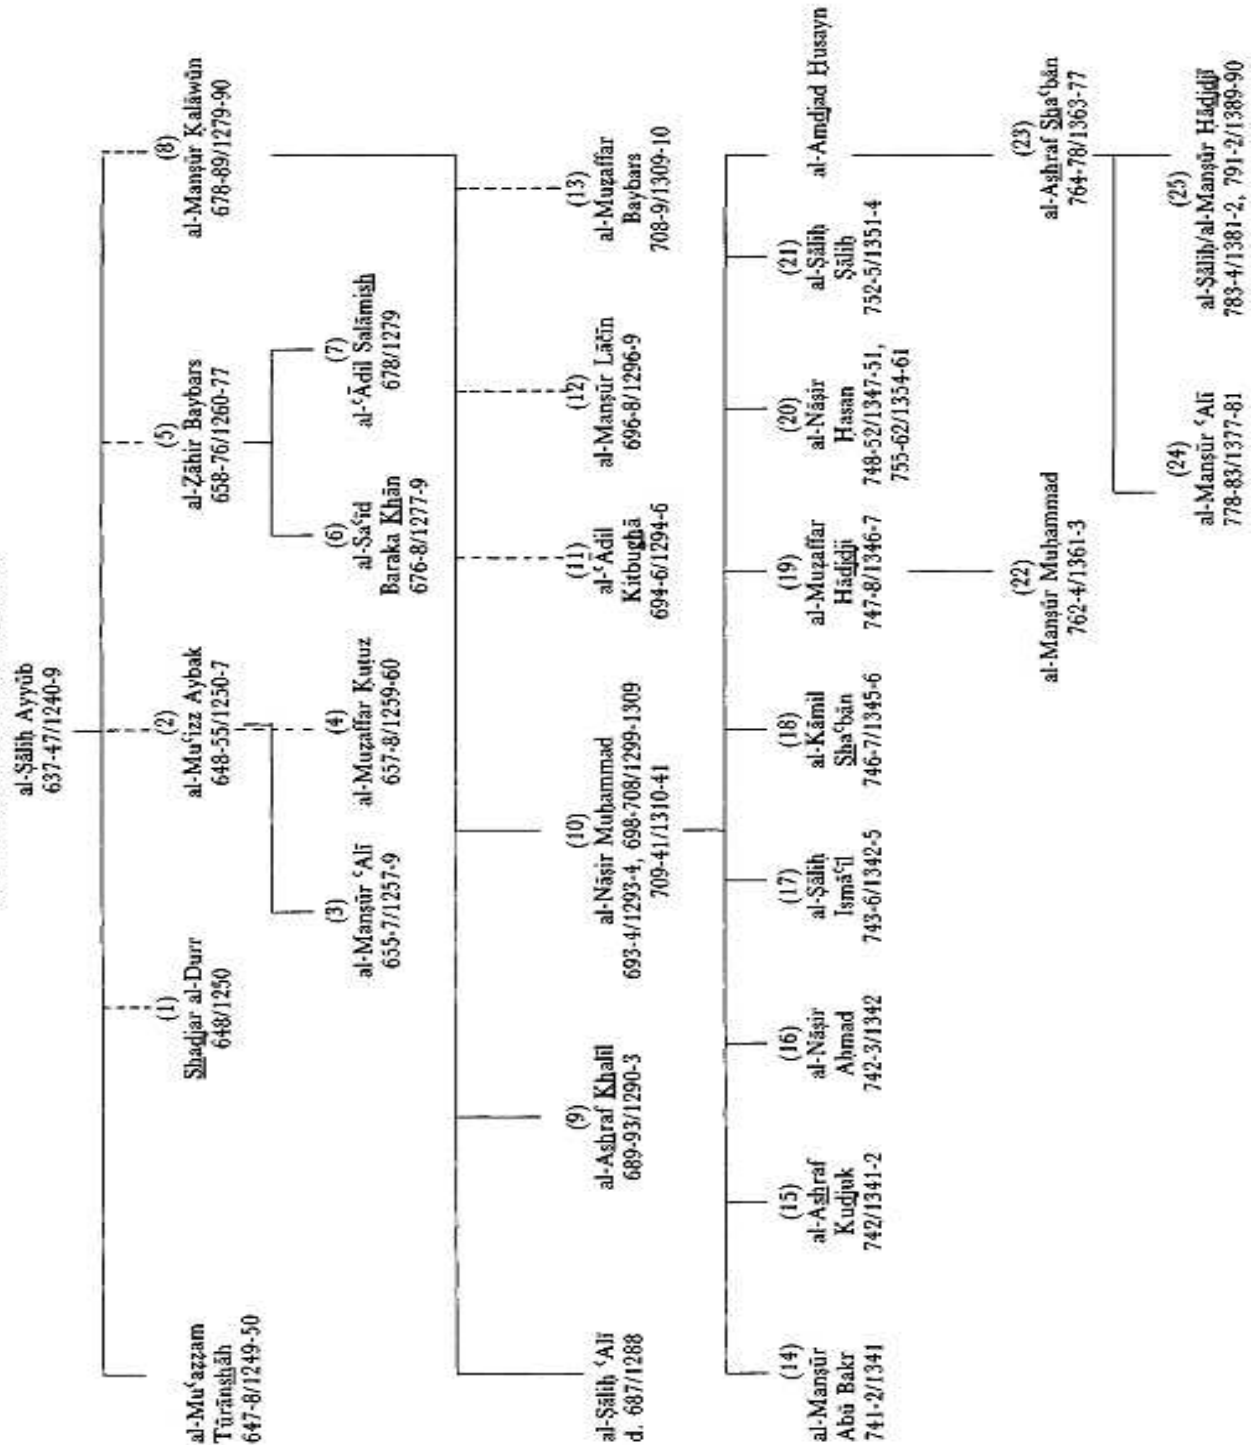 al-Ṣāliḥ Ayyūb
637-47/1240-9
al-Muʿaẓẓam
Tūrānshāh
647-8/1249-50
(1)
Shadjar al-Durr
648/1250
(2)
al-Muʿizz Aybak
648-55/1250-7
(5)
al-Ẓāhir Baybars
658-76/1260-77
(8)
al-Manṣūr Ḳalāwūn
678-89/1279-90
(3)
al-Manṣūr ʿAlī
655-7/1257-9
(4)
al-Muẓaffar Ḳuṭuz
657-8/1259-60
(6)
al-Saʿīd
Baraka Khān
676-8/1277-9
(7)
al-ʿĀdil Salāmish
678/1279
al-Ṣāliḥ ʿAlī
d. 687/1288
(9)
al-Ashraf Khalīl
689-93/1290-3
(10)
al-Nāṣir Muḥammad
693-4/1293-4, 698-708/1299-1309
709-41/1310-41
(11)
al-ʿĀdil
Kitbughā
694-6/1294-6
(12)
al-Manṣūr Lāčīn
696-8/1296-9
(13)
al-Muẓaffar
Baybars
708-9/1309-10
(14)
al-Manṣūr
Abū Bakr
741-2/1341
(15)
al-Ashraf
Kudjuk
742/1341-2
(16)
al-Nāṣir
Aḥmad
742-3/1342
(17)
al-Ṣāliḥ
Ismāʿīl
743-6/1342-5
(18)
al-Kāmil
Shaʿbān
746-7/1345-6
(19)
al-Muẓaffar
Ḥādjdjī
747-8/1346-7
(20)
al-Nāṣir
Ḥasan
748-52/1347-51,
755-62/1354-61
(21)
al-Ṣāliḥ
Ṣāliḥ
752-5/1351-4
al-Amdjad Ḥusayn
(22)
al-Manṣūr Muḥammad
762-4/1361-3
(23)
al-Ashraf Shaʿbān
764-78/1363-77
(24)
al-Manṣūr ʿAlī
778-83/1377-81
(25)
al-Ṣāliḥ/al-Manṣūr Ḥādjdjī
783-4/1381-2, 791-2/1389-90